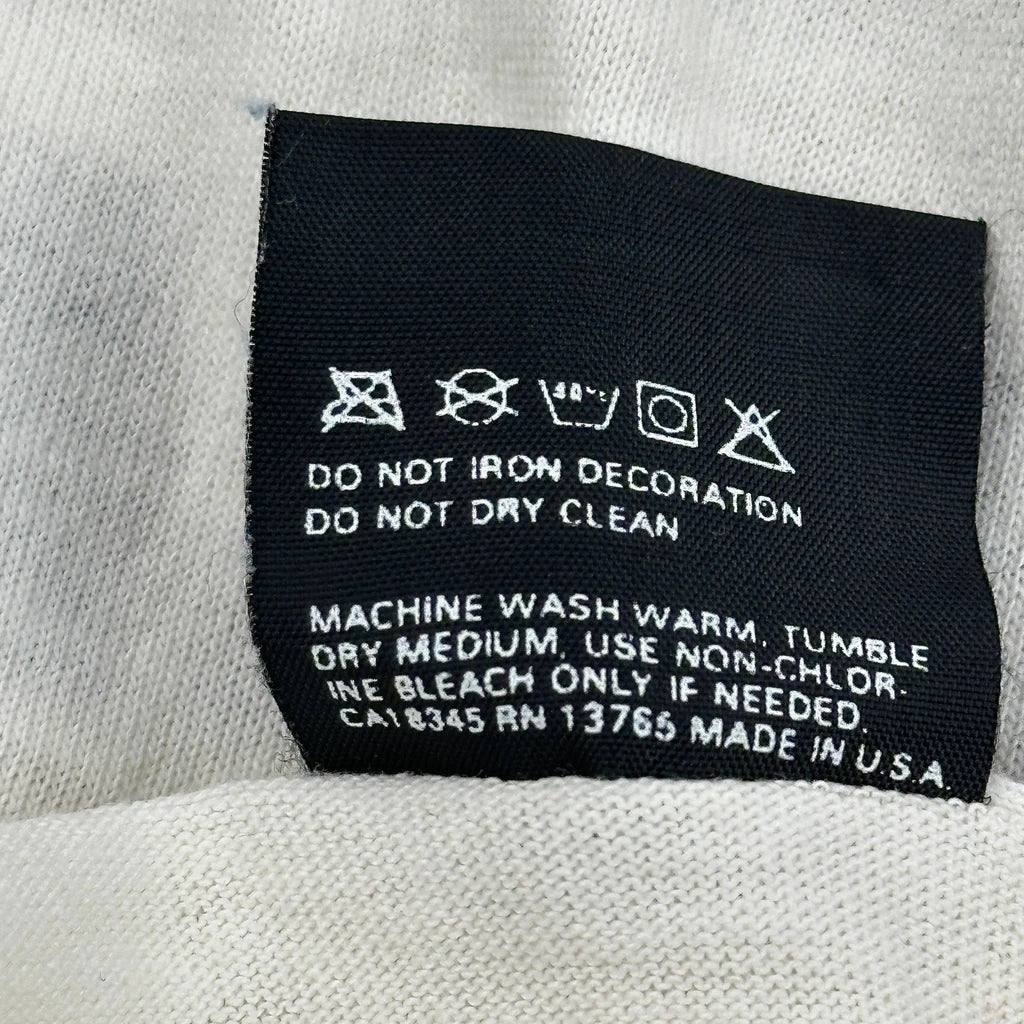 40°C
DO NOT IRON DECORATION
DO NOT DRY CLEAN
MACHINE WASH WARM, TUMBLE
DRY MEDIUM, USE NON-CHLOR-
INE BLEACH ONLY IF NEEDED.
CA18345 RN 13765 MADE IN U.S.A.